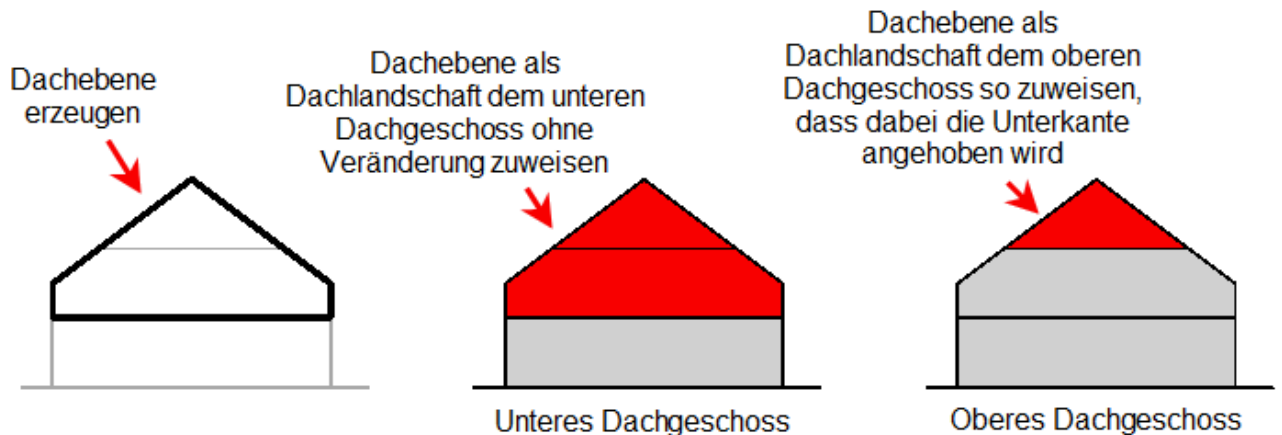 Dachebene
erzeugen
Dachebene als
Dachlandschaft dem unteren
Dachgeschoss ohne
Veränderung zuweisen
Dachebene als
Dachlandschaft dem oberen
Dachgeschoss so zuweisen,
dass dabei die Unterkante
angehoben wird
Unteres Dachgeschoss
Oberes Dachgeschoss